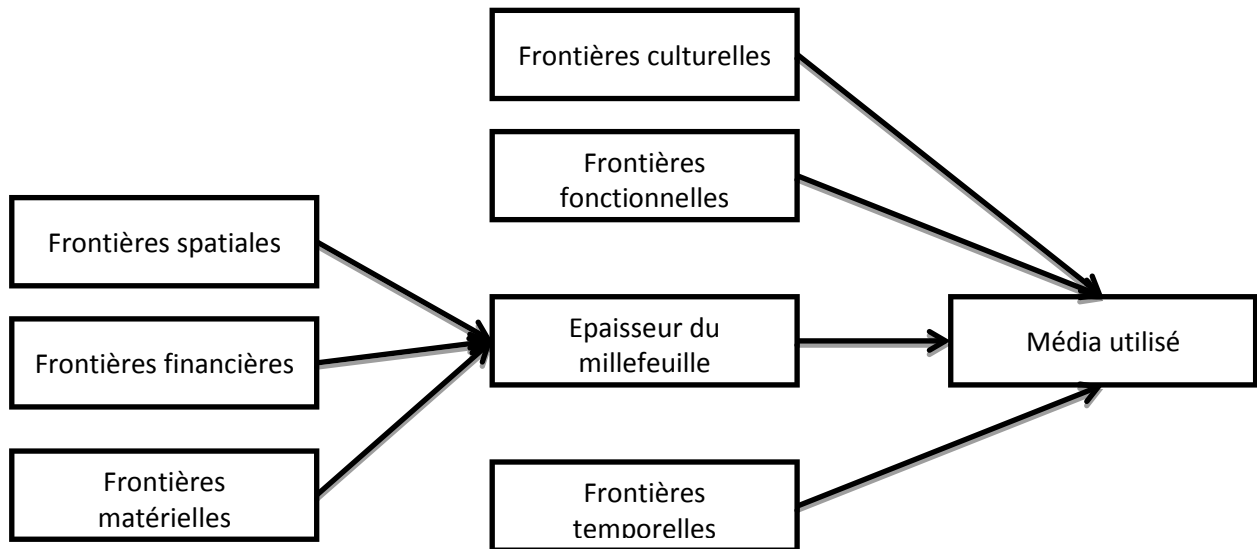 Frontières culturelles
Frontières
fonctionnelles
Frontières spatiales
Frontières financières
Frontières
matérielles
Epaisseur du
millefeuille
Frontières
temporelles
Média utilisé